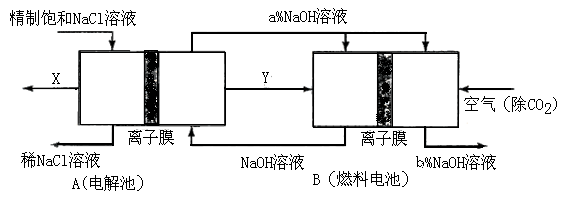 精制饱和NaCl溶液
a%NaOH溶液
X
Y
空气(除CO2)
离子膜
离子膜
稀NaCl溶液
NaOH溶液
b%NaOH溶液
A(电解池)
B(燃料电池)